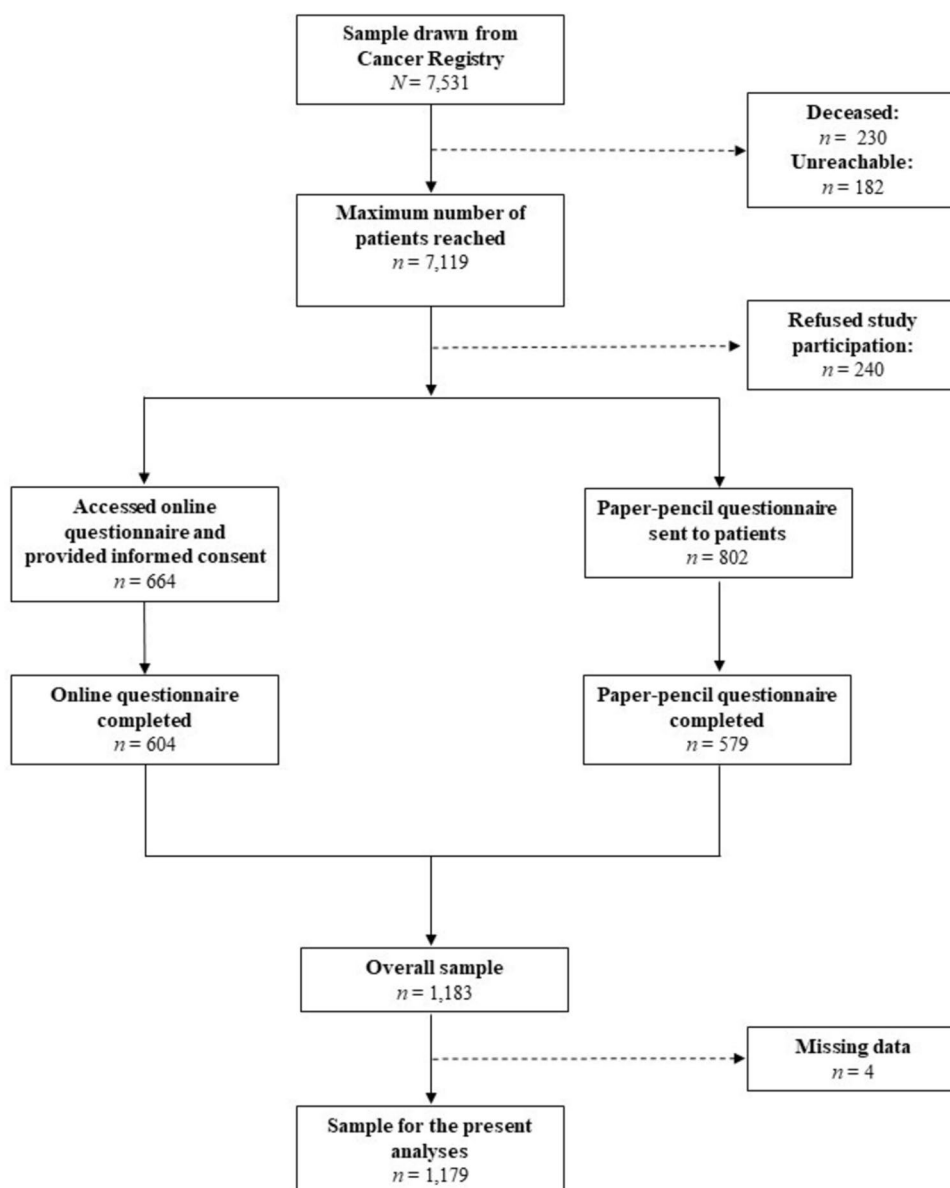 Sample drawn from
Cancer Registry
N = 7,531
Deceased:
n = 230
Unreachable:
n = 182
Maximum number of
patients reached
n = 7,119
Refused study
participation:
n = 240
Accessed online
questionnaire and
provided informed consent
n = 664
Paper-pencil questionnaire
sent to patients
n = 802
Online questionnaire
completed
n = 604
Paper-pencil questionnaire
completed
n = 579
Overall sample
n = 1,183
Missing data
n = 4
Sample for the present
analyses
n = 1,179